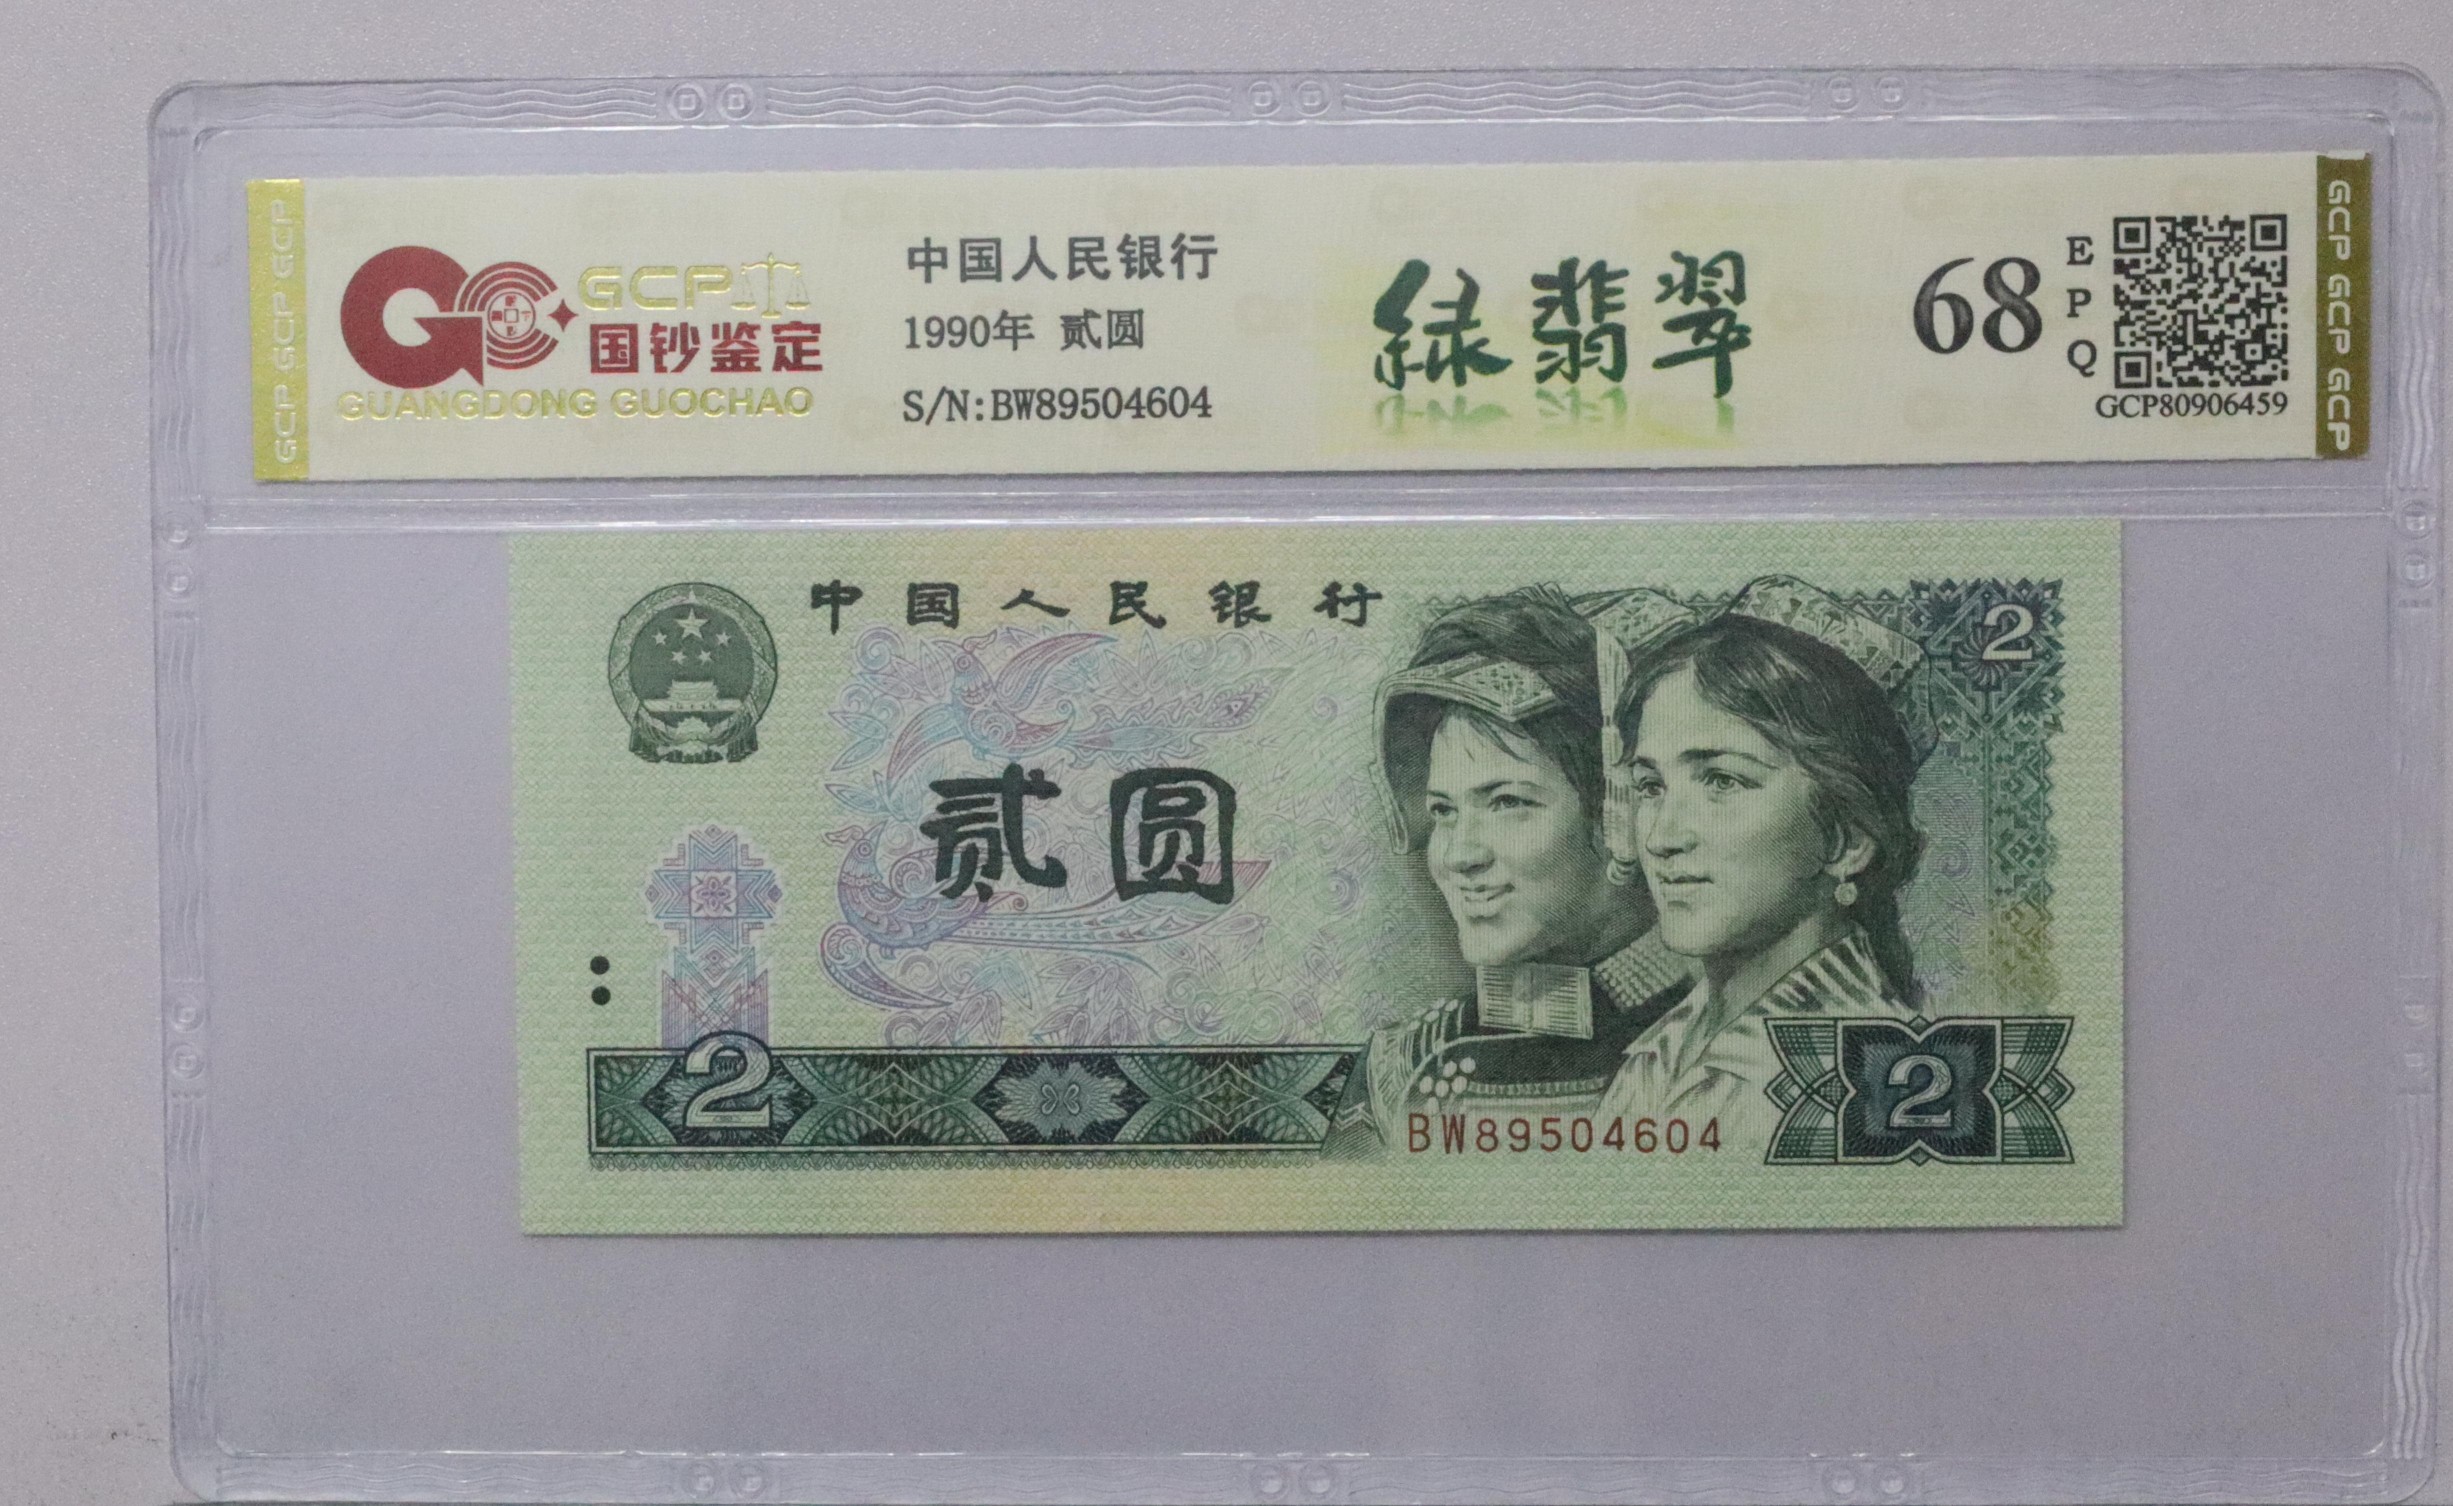 GCP GCP GCP
GCP
国钞鉴定
GUANGDONG GUOCHAO
中国人民银行
1990年 贰圆
S/N:BW89504604
绿翡翠
68
E
P
Q
GCP80906459
GCP GCP GCP
中国人民银行
2
贰圆
2
BW89504604
2